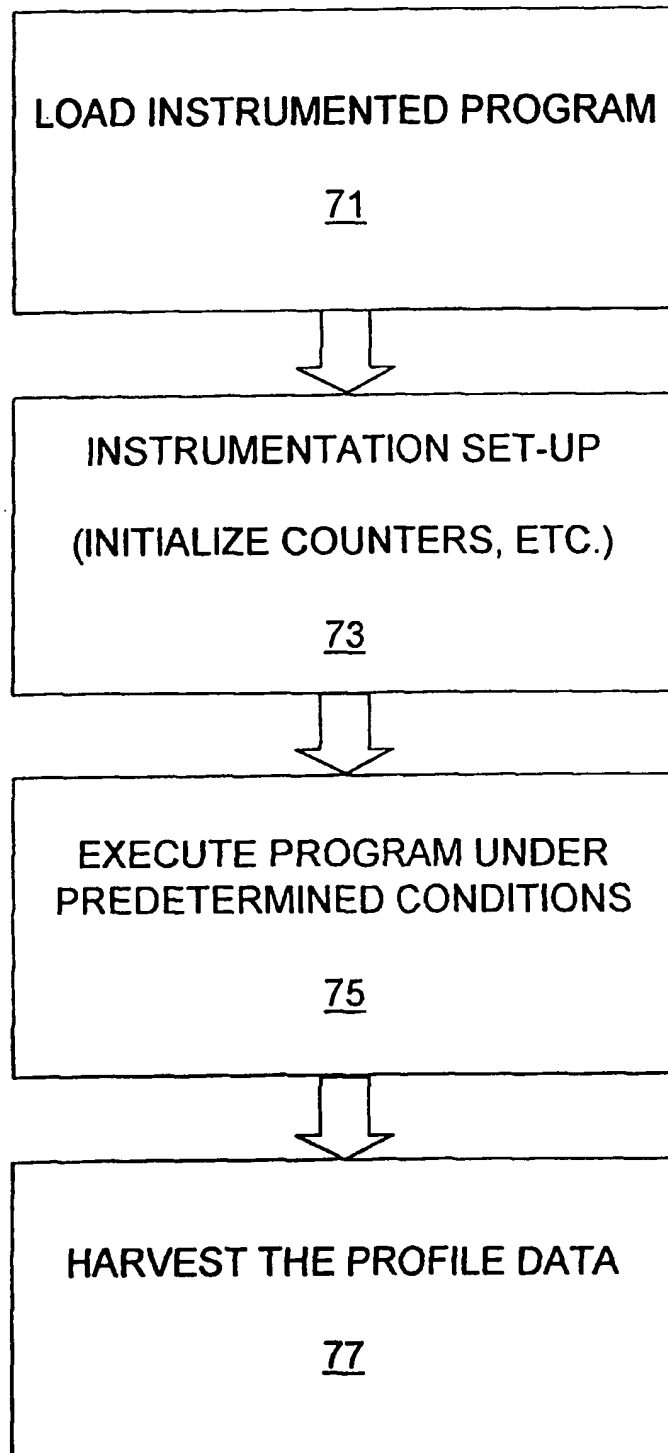 LOAD INSTRUMENTED PROGRAM
71
INSTRUMENTATION SET-UP
(INITIALIZE COUNTERS, ETC.)
73
EXECUTE PROGRAM UNDER
PREDETERMINED CONDITIONS
75
HARVEST THE PROFILE DATA
77